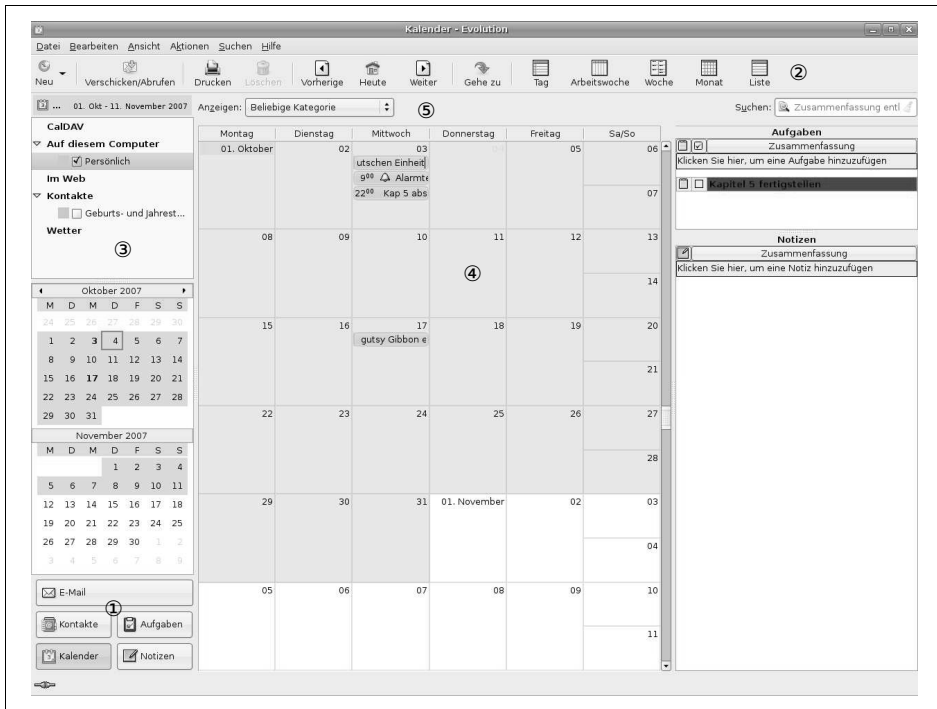 Kalender - Evolution
Datei Bearbeiten Ansicht Aktionen Suchen Hilfe
Neu Verschicken/Abrufen Drucken Löschen Vorherige Heute Weiter Gehe zu Tag Arbeitswoche Woche Monat Liste ②
... 01. Okt - 11. November 2007 Anzeigen: Beliebige Kategorie ⑤ Suchen: Zusammenfassung entl
CalDAV
Auf diesem Computer
Persönlich
Im Web
Kontakte
Geburts- und Jahrest...
Wetter
③
Oktober 2007
M D M D F S S
24 25 26 27 28 29 30
1 2 3 4 5 6 7
8 9 10 11 12 13 14
15 16 17 18 19 20 21
22 23 24 25 26 27 28
29 30 31
November 2007
M D M D F S S
1 2 3 4
5 6 7 8 9 10 11
12 13 14 15 16 17 18
19 20 21 22 23 24 25
26 27 28 29 30 1 2
3 4 5 6 7 8 9
E-Mail
①
Kontakte Aufgaben
Kalender Notizen
Montag Dienstag Mittwoch Donnerstag Freitag Sa/So
01. Oktober 02 03 04 05 06
utschen Einheit
9⁰⁰ Alarmte
22⁰⁰ Kap 5 abs
07
08 09 10 11 12 13
④
14
15 16 17 18 19 20
gutsy Gibbon e
21
22 23 24 25 26 27
28
29 30 31 01. November 02 03
04
05 06 07 08 09 10
11
Aufgaben
Zusammenfassung
Klicken Sie hier, um eine Aufgabe hinzuzufügen
Kapitel 5 fertigstellen
Notizen
Zusammenfassung
Klicken Sie hier, um eine Notiz hinzuzufügen